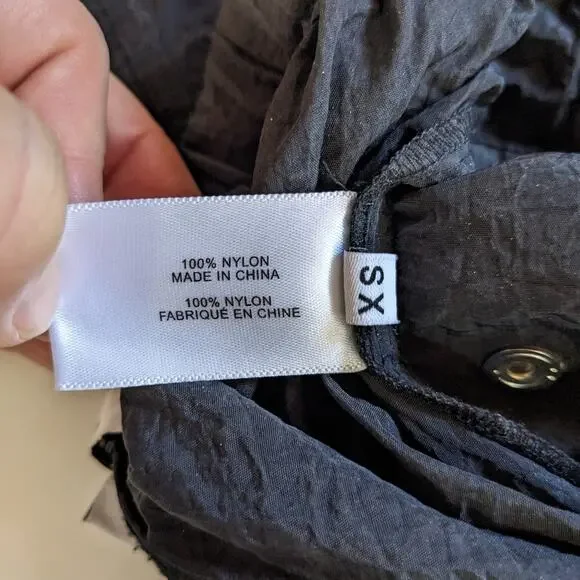 100% NYLON
MADE IN CHINA
100% NYLON
FABRIQUÉ EN CHINE
XS